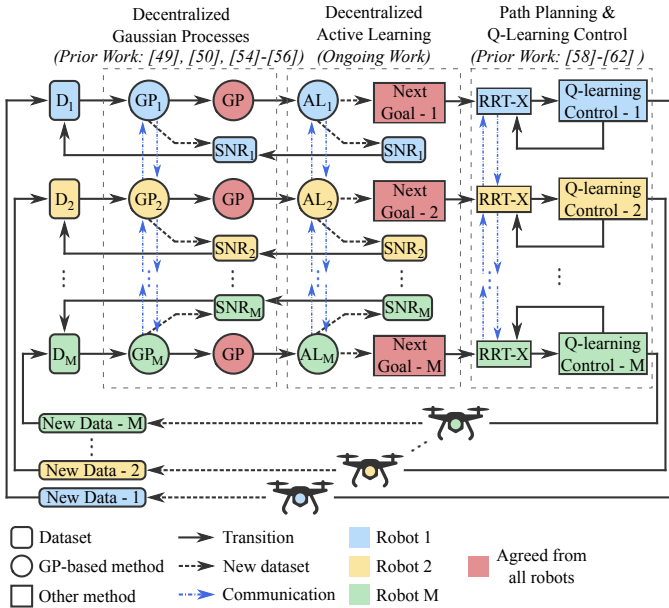 Decentralized
Gaussian Processes
(Prior Work: [49], [50], [54]-[56])
Decentralized
Active Learning
(Ongoing Work)
Path Planning &
Q-Learning Control
(Prior Work: [58]-[62] )
D1
GP1
GP
AL1
Next
Goal - 1
RRT-X
Q-learning
Control - 1
SNR1
SNR1
D2
GP2
GP
AL2
Next
Goal - 2
RRT-X
Q-learning
Control - 2
SNR2
SNR2
SNRM
SNRM
DM
GPM
GP
ALM
Next
Goal - M
RRT-X
Q-learning
Control - M
New Data - M
New Data - 2
New Data - 1
Dataset
GP-based method
Other method
Transition
New dataset
Communication
Robot 1
Robot 2
Robot M
Agreed from
all robots